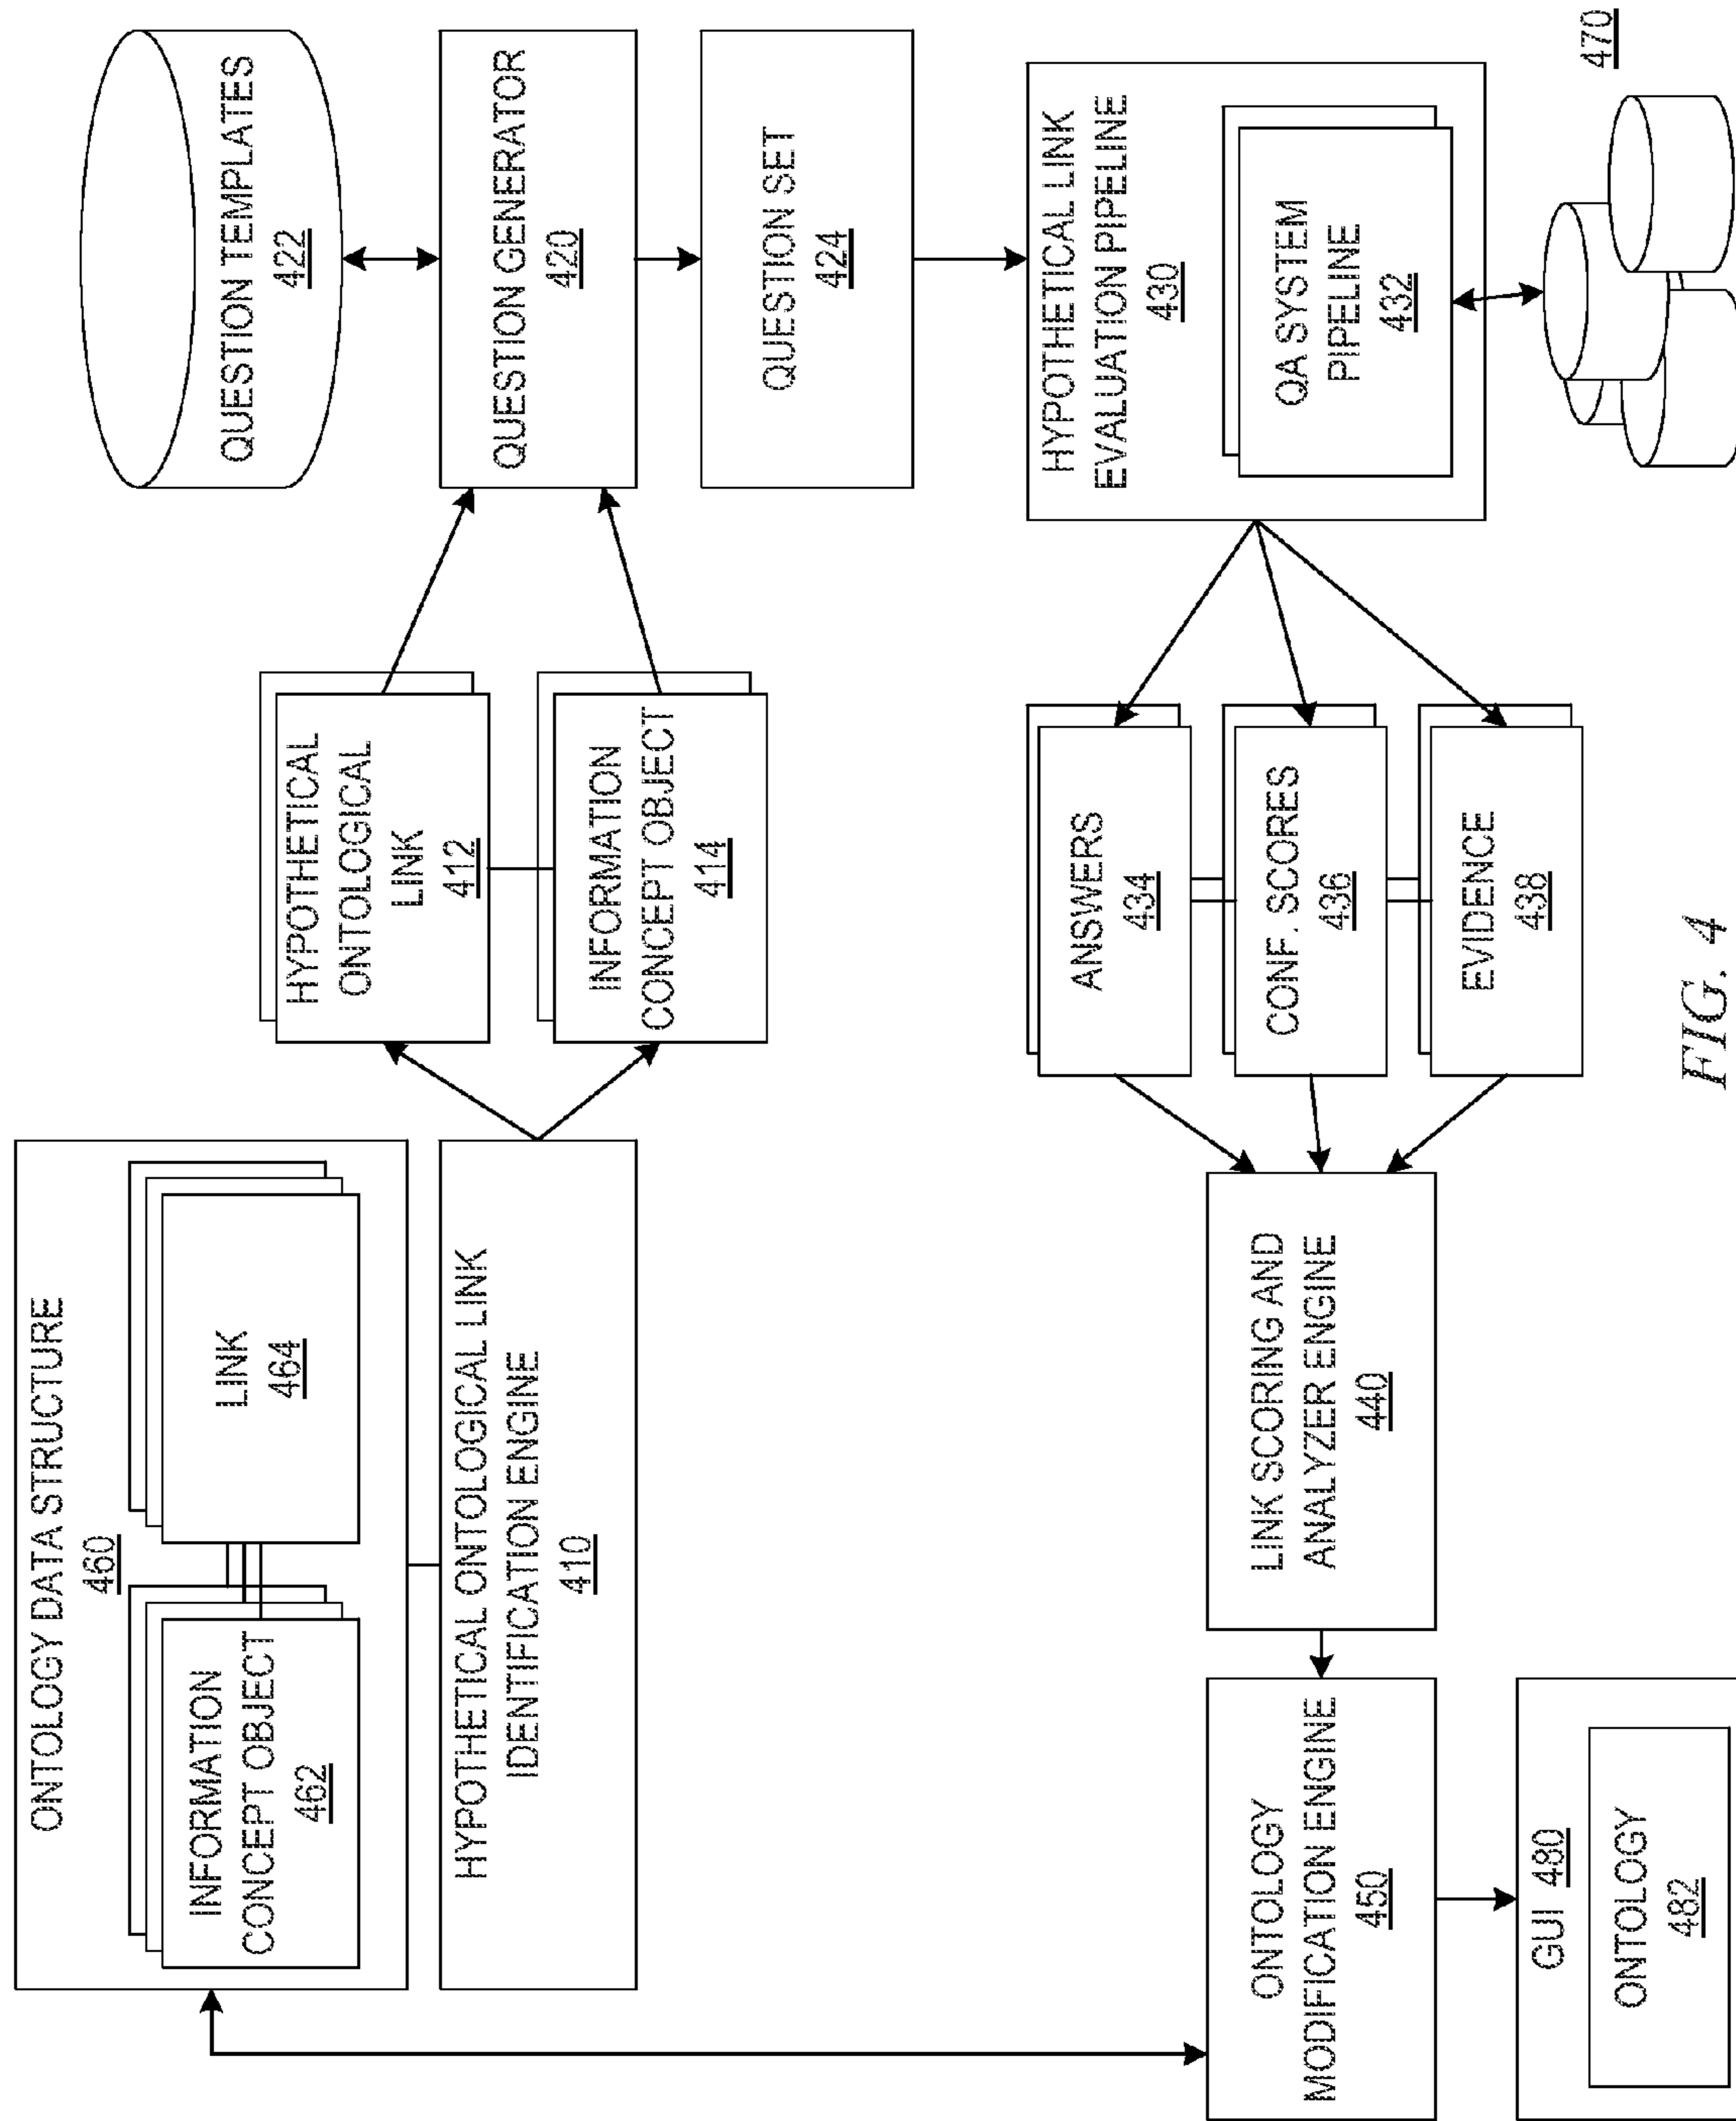 ONTOLOGY DATA STRUCTURE
460
INFORMATION
CONCEPT OBJECT
462
LINK
464
HYPOTHETICAL ONTOLOGICAL LINK
IDENTIFICATION ENGINE
410
HYPOTHETICAL
ONTOLOGICAL
LINK
412
INFORMATION
CONCEPT OBJECT
414
QUESTION TEMPLATES
422
QUESTION GENERATOR
420
QUESTION SET
424
HYPOTHETICAL LINK
EVALUATION PIPELINE
430
QA SYSTEM
PIPELINE
432
470
ANSWERS
434
CONF. SCORES
436
EVIDENCE
438
LINK SCORING AND
ANALYZER ENGINE
440
ONTOLOGY
MODIFICATION ENGINE
450
GUI 480
ONTOLOGY
482
FIG. 4